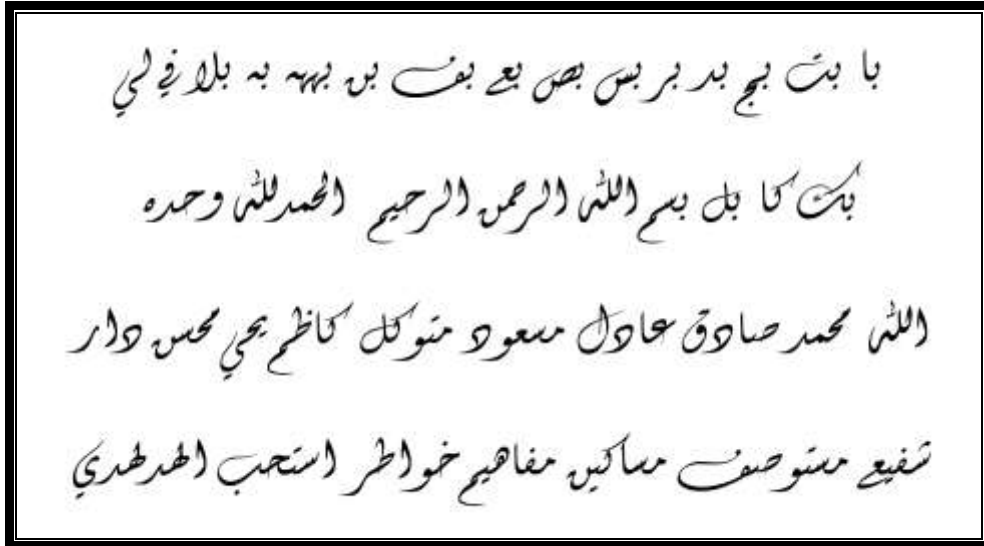 با بت بج بد بر بس بص بع بف بن بهه به بلا في لي
بك كا بل بسم الله الرحمن الرحيم الحمدلله وحده
الله محمد صادق عادل مسعود متوكل كاظم يحي محسن دار
شفيع مستوصف مساكين مفاهيم خواطر استحب الهدلهدي